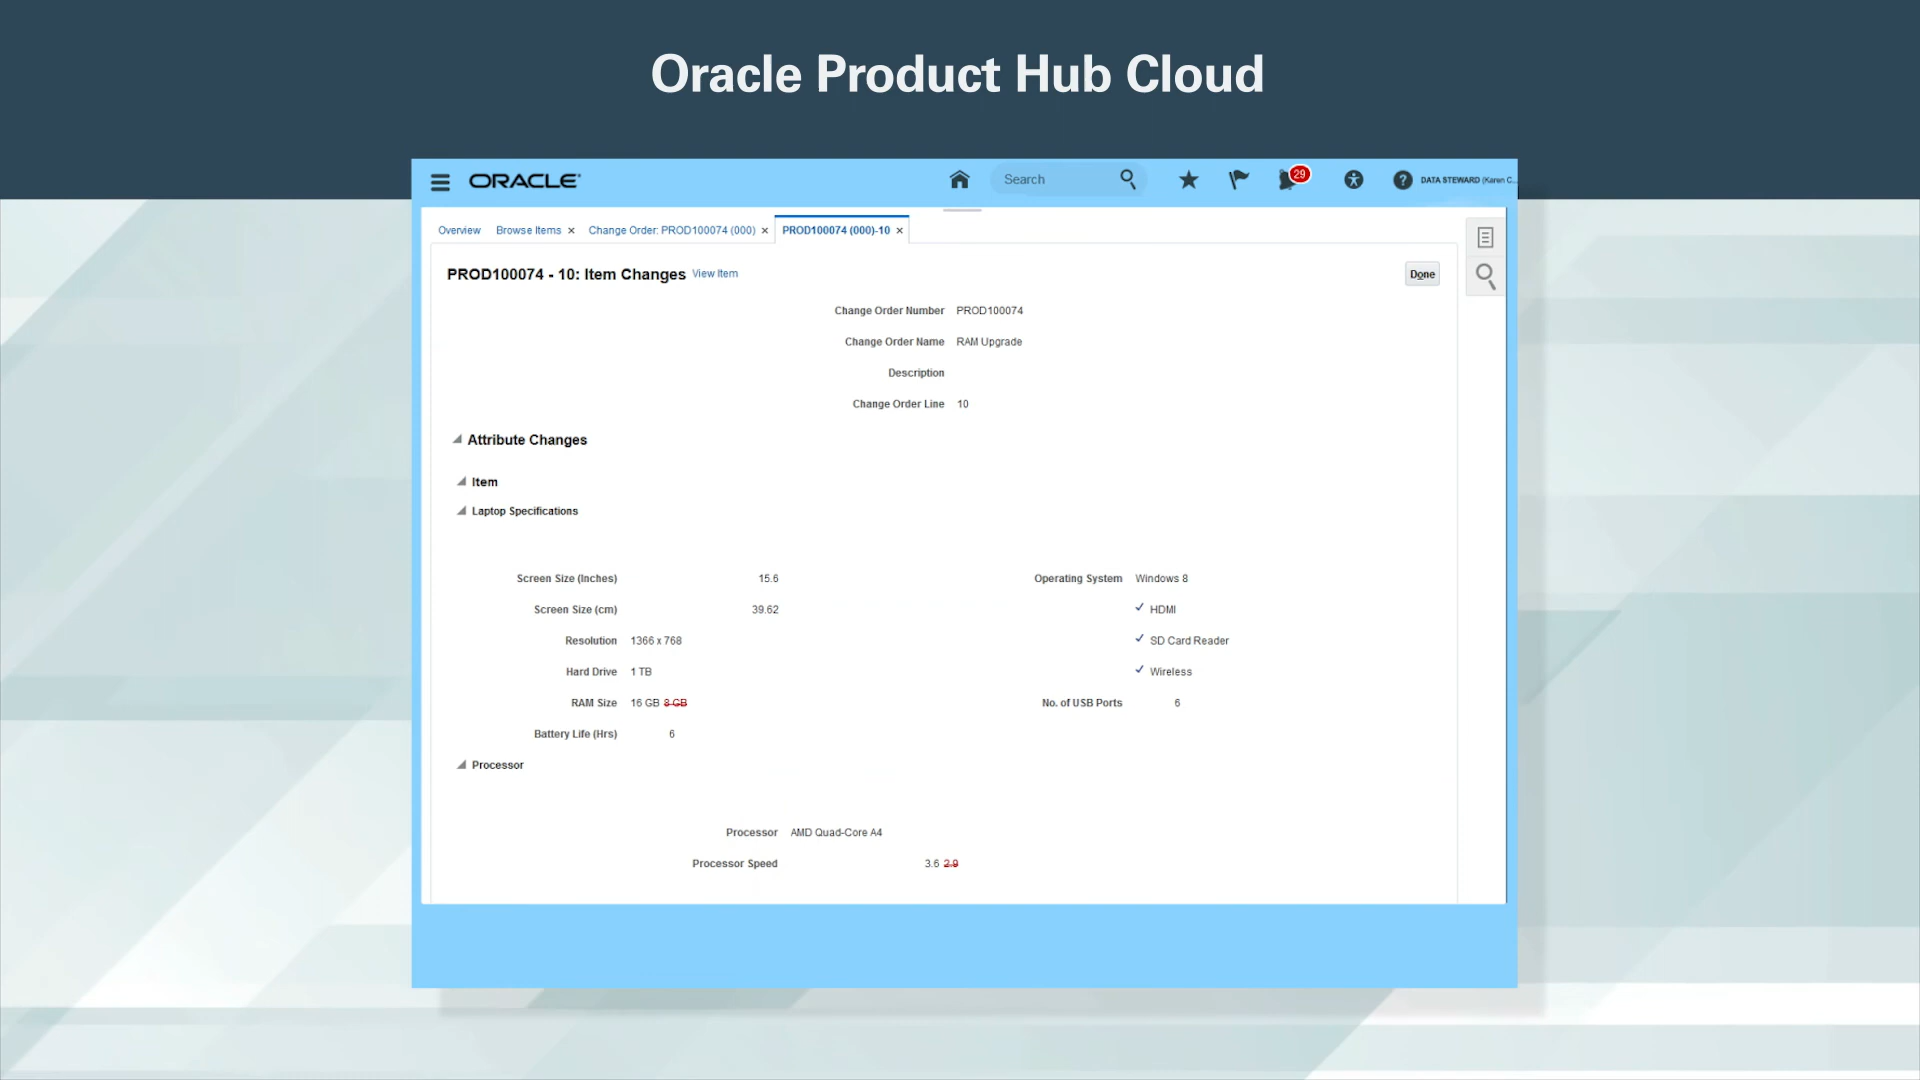 Oracle Product Hub Cloud
ORACLE Search 29 DATA STEWARD (Karen C...
Overview Browse Items Change Order: PROD100074 (000) PROD100074 (000)-10
PROD100074 - 10: Item Changes View Item Done
Change Order Number PROD100074
Change Order Name RAM Upgrade
Description
Change Order Line 10
Attribute Changes
Item
Laptop Specifications
Screen Size (Inches) 15.6 Operating System Windows 8
Screen Size (cm) 39.62 HDMI
Resolution 1366 x 768 SD Card Reader
Hard Drive 1 TB Wireless
RAM Size 16 GB 8 GB No. of USB Ports 6
Battery Life (Hrs) 6
Processor
Processor AMD Quad-Core A4
Processor Speed 3.6 2.9